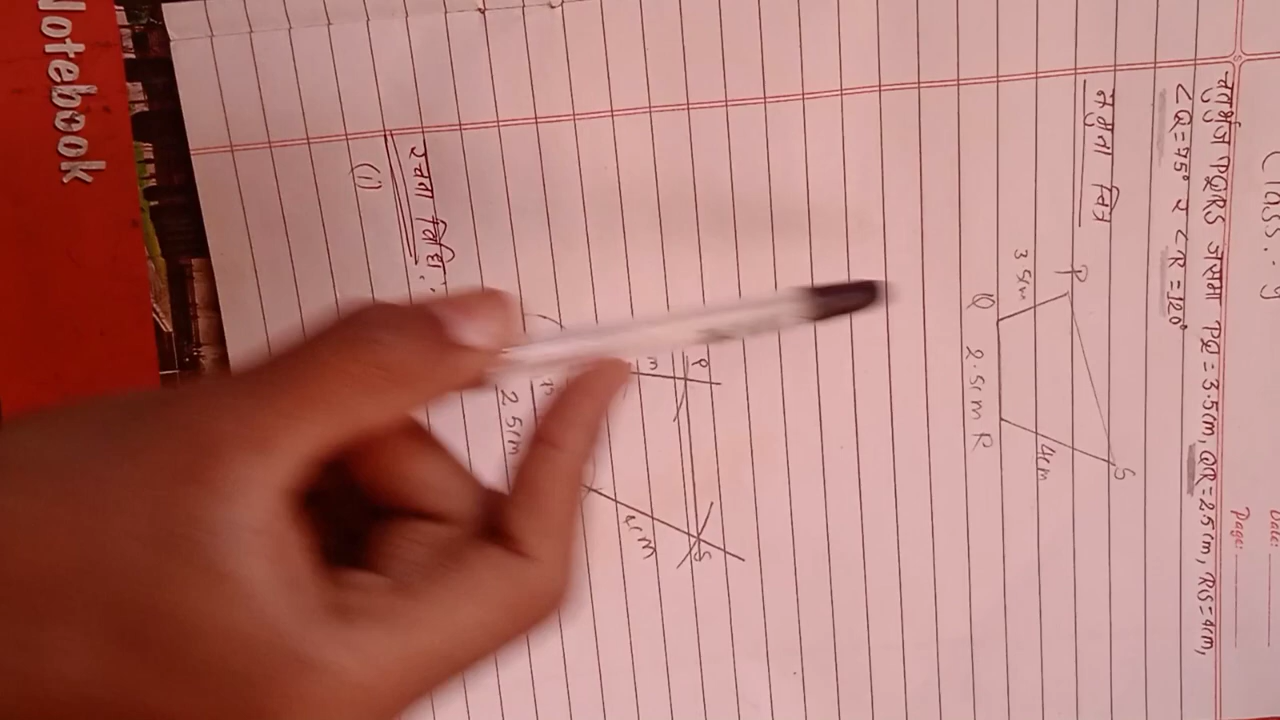 Class:- 9
Date:
Page:
चतुर्भुज PQRS जसमा PQ = 3.5cm, QR = 2.5cm, RS = 4cm,
∠Q = 75° र ∠R = 120°
नमुना चित्र
P
S
3.5cm
4cm
Q 2.5cm R
P
S
m
4cm
2.5cm
रचना विधि:
(i)
Notebook